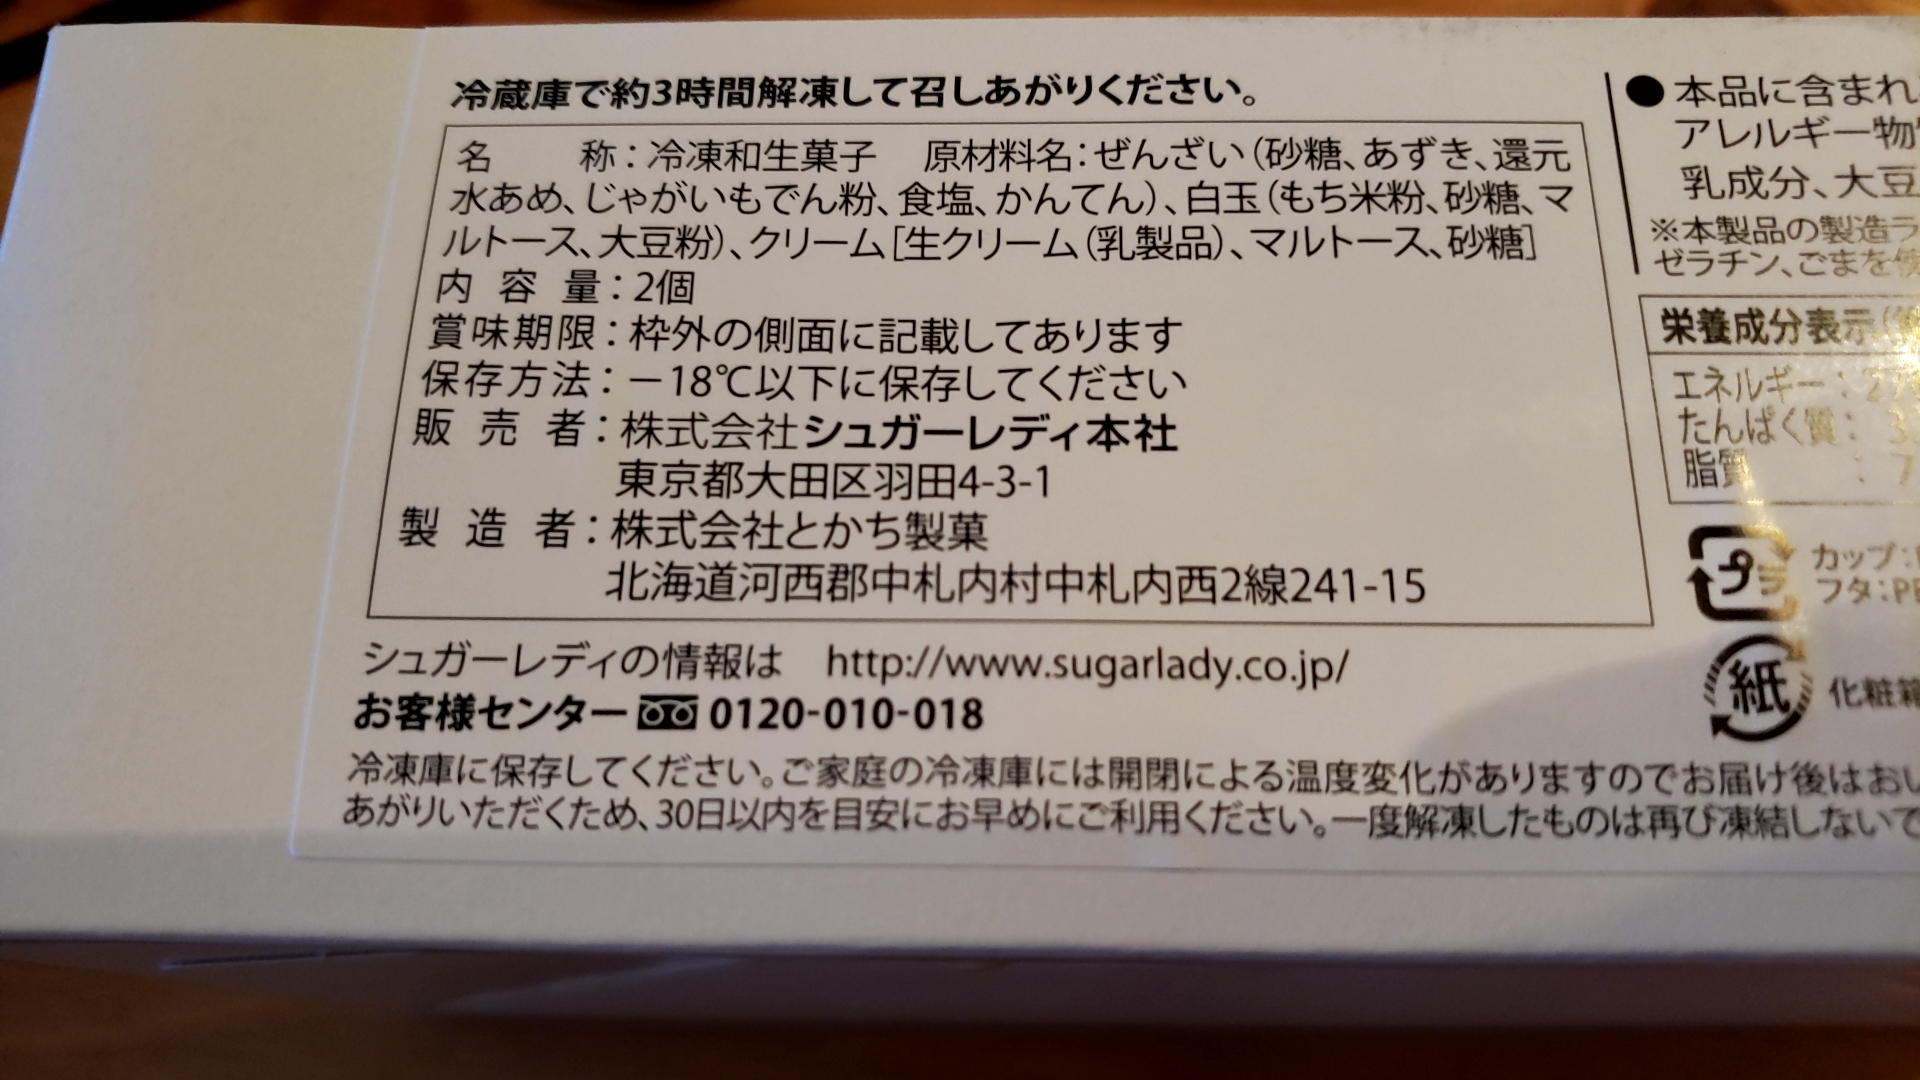 冷蔵庫で約3時間解凍して召しあがりください。
名　　称：冷凍和生菓子　原材料名：ぜんざい（砂糖、あずき、還元
水あめ、じゃがいもでん粉、食塩、かんてん）、白玉（もち米粉、砂糖、マ
ルトース、大豆粉）、クリーム［生クリーム（乳製品）、マルトース、砂糖］
内 容 量：2個
賞味期限：枠外の側面に記載してあります
保存方法：－18℃以下に保存してください
販 売 者：株式会社シュガーレディ本社
東京都大田区羽田4-3-1
製 造 者：株式会社とかち製菓
北海道河西郡中札内村中札内西2線241-15
シュガーレディの情報は　http://www.sugarlady.co.jp/
お客様センター 0120-010-018
冷凍庫に保存してください。ご家庭の冷凍庫には開閉による温度変化がありますのでお届け後はおい
あがりいただくため、30日以内を目安にお早めにご利用ください。一度解凍したものは再び凍結しないで
●本品に含まれ
アレルギー物
乳成分、大豆
※本製品の製造ラ
ゼラチン、ごまを使
栄養成分表示
エネルギー：27
たんぱく質：3.
脂質　　：7
プラ
カップ：
フタ：PE
紙
化粧箱